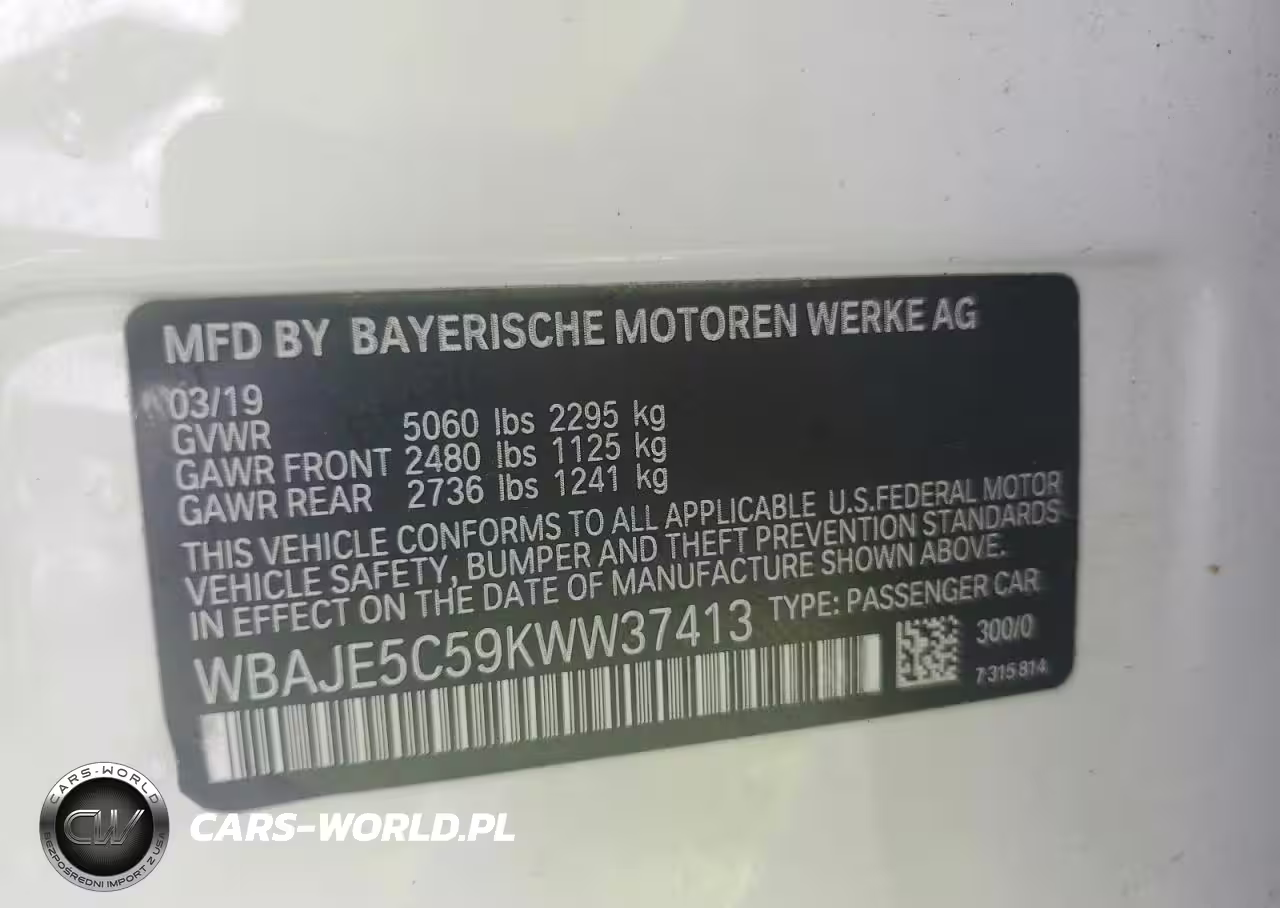 MFD BY BAYERISCHE MOTOREN WERKE AG
03/19
GVWR 5060 lbs 2295 kg
GAWR FRONT 2480 lbs 1125 kg
GAWR REAR 2736 lbs 1241 kg
THIS VEHICLE CONFORMS TO ALL APPLICABLE U.S.FEDERAL MOTOR
VEHICLE SAFETY, BUMPER AND THEFT PREVENTION STANDARDS
IN EFFECT ON THE DATE OF MANUFACTURE SHOWN ABOVE.
WBAJE5C59KWW37413 TYPE: PASSENGER CAR
300/0
7 315 814
CARS-WORLD
CW
BEZPOŚREDNI IMPORT Z USA
CARS-WORLD.PL